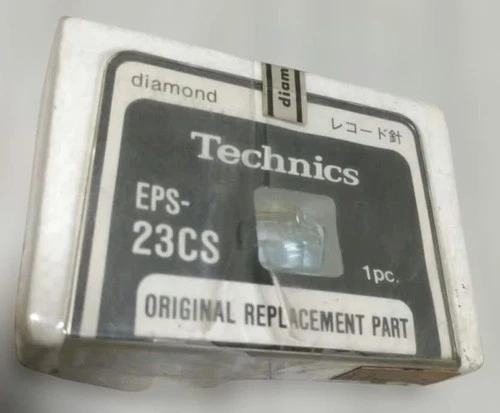 diam
diamond
レコード針
Technics
EPS-
23CS
1pc.
ORIGINAL REPLACEMENT PART